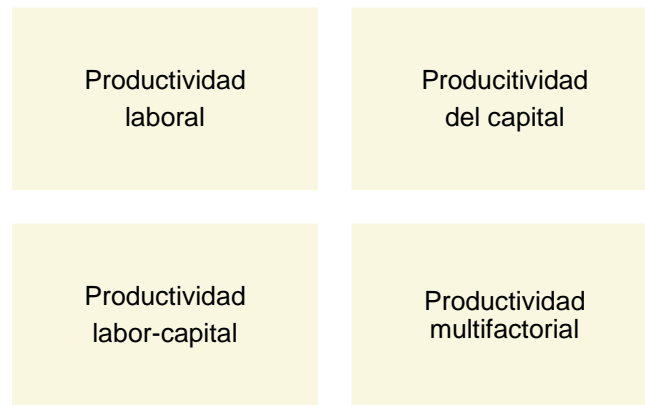 Productividad
laboral
Producitividad
del capital
Productividad
labor-capital
Productividad
multifactorial